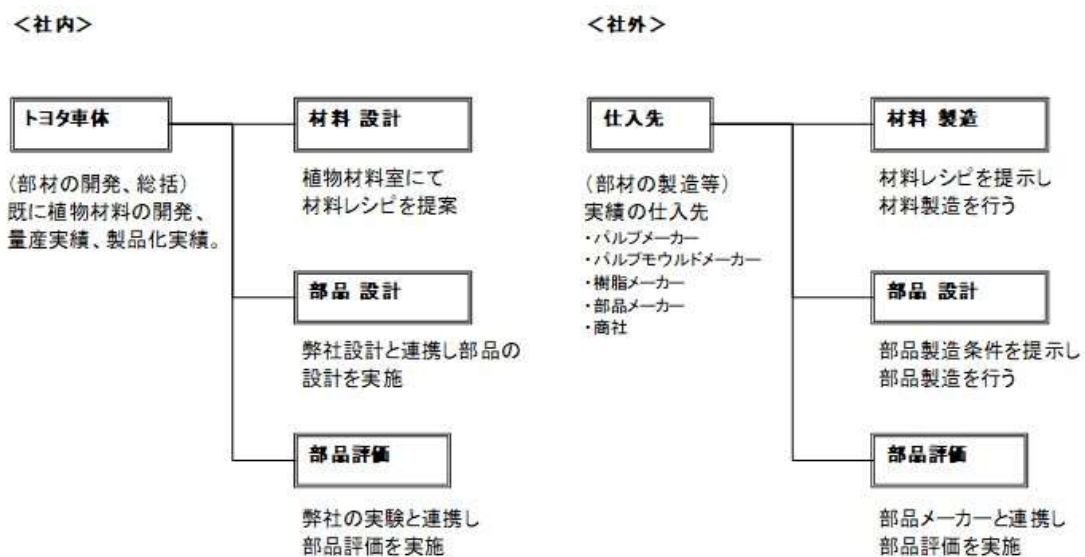 <社内>
トヨタ車体
(部材の開発、総括)
既に植物材料の開発、
量産実績、製品化実績。
材料 設計
植物材料室にて
材料レシピを提案
部品 設計
弊社設計と連携し部品の
設計を実施
部品評価
弊社の実験と連携し
部品評価を実施
<社外>
仕入先
(部材の製造等)
実績の仕入先
・パルプメーカー
・パルプモウルドメーカー
・樹脂メーカー
・部品メーカー
・商社
材料 製造
材料レシピを提示し
材料製造を行う
部品 設計
部品製造条件を提示し
部品製造を行う
部品評価
部品メーカーと連携し
部品評価を実施